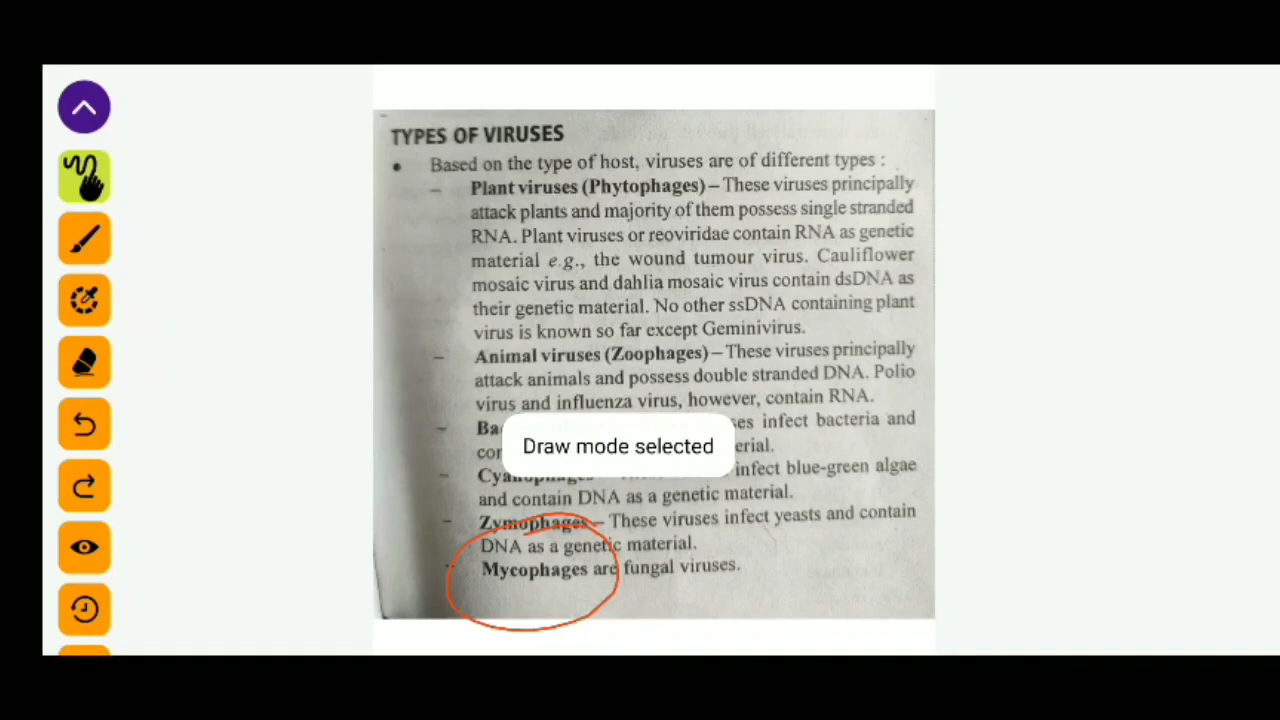 TYPES OF VIRUSES
• Based on the type of host, viruses are of different types :
– Plant viruses (Phytophages) – These viruses principally
attack plants and majority of them possess single stranded
RNA. Plant viruses or reoviridae contain RNA as genetic
material e.g., the wound tumour virus. Cauliflower
mosaic virus and dahlia mosaic virus contain dsDNA as
their genetic material. No other ssDNA containing plant
virus is known so far except Geminivirus.
– Animal viruses (Zoophages) – These viruses principally
attack animals and possess double stranded DNA. Polio
virus and influenza virus, however, contain RNA.
– infect bacteria and
Draw mode selected
– Cyanophages infect blue-green algae
and contain DNA as a genetic material.
– Zymophages – These viruses infect yeasts and contain
DNA as a genetic material.
– Mycophages are fungal viruses.